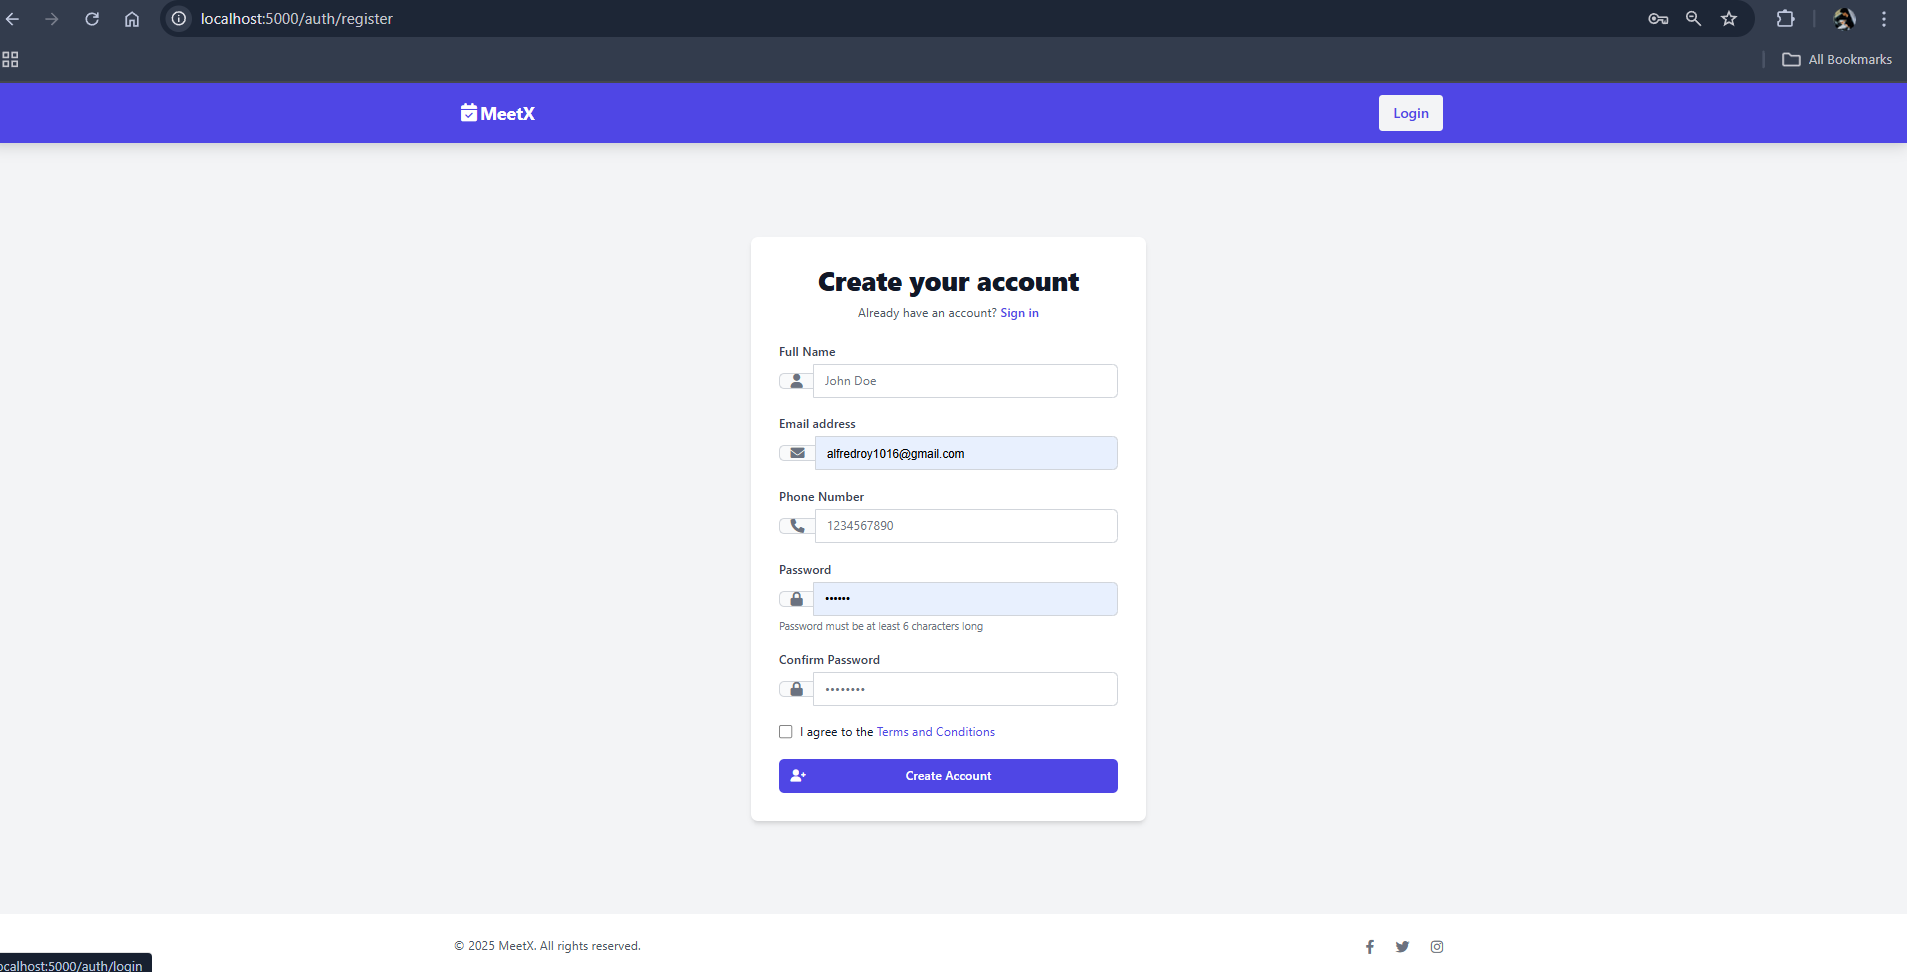 localhost:5000/auth/register
All Bookmarks
MeetX
Login
Create your account
Already have an account? Sign in
Full Name
John Doe
Email address
alfredroy1016@gmail.com
Phone Number
1234567890
Password
••••••
Password must be at least 6 characters long
Confirm Password
••••••••
I agree to the Terms and Conditions
Create Account
© 2025 MeetX. All rights reserved.
ocalhost:5000/auth/login